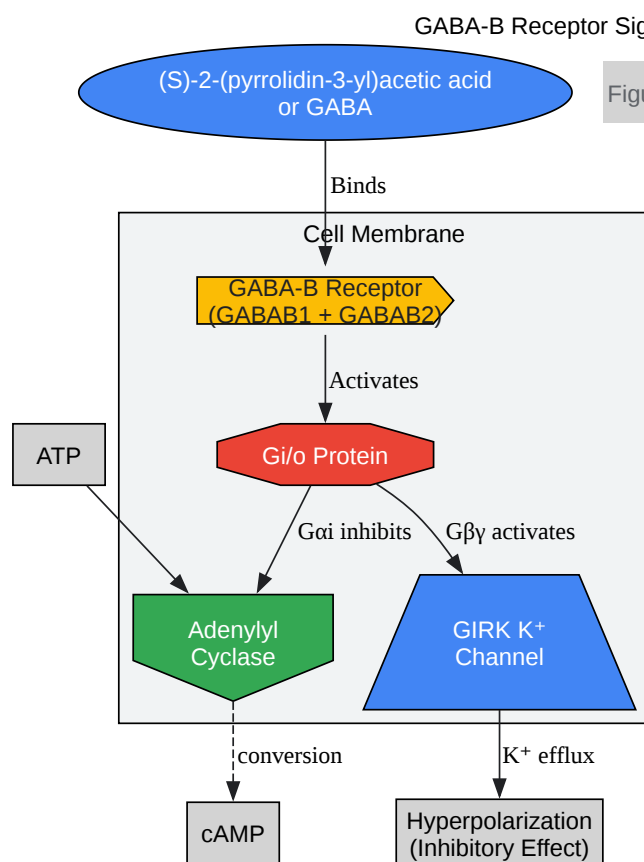 GABA-B Receptor Sig
(S)-2-(pyrrolidin-3-yl)acetic acid
or GABA
Figu
Binds
Cell Membrane
GABA-B Receptor
(GABAB1 + GABAB2)
Activates
ATP
Gi/o Protein
Gαi inhibits
Gβγ activates
Adenylyl
Cyclase
GIRK K⁺
Channel
conversion
K⁺ efflux
cAMP
Hyperpolarization
(Inhibitory Effect)